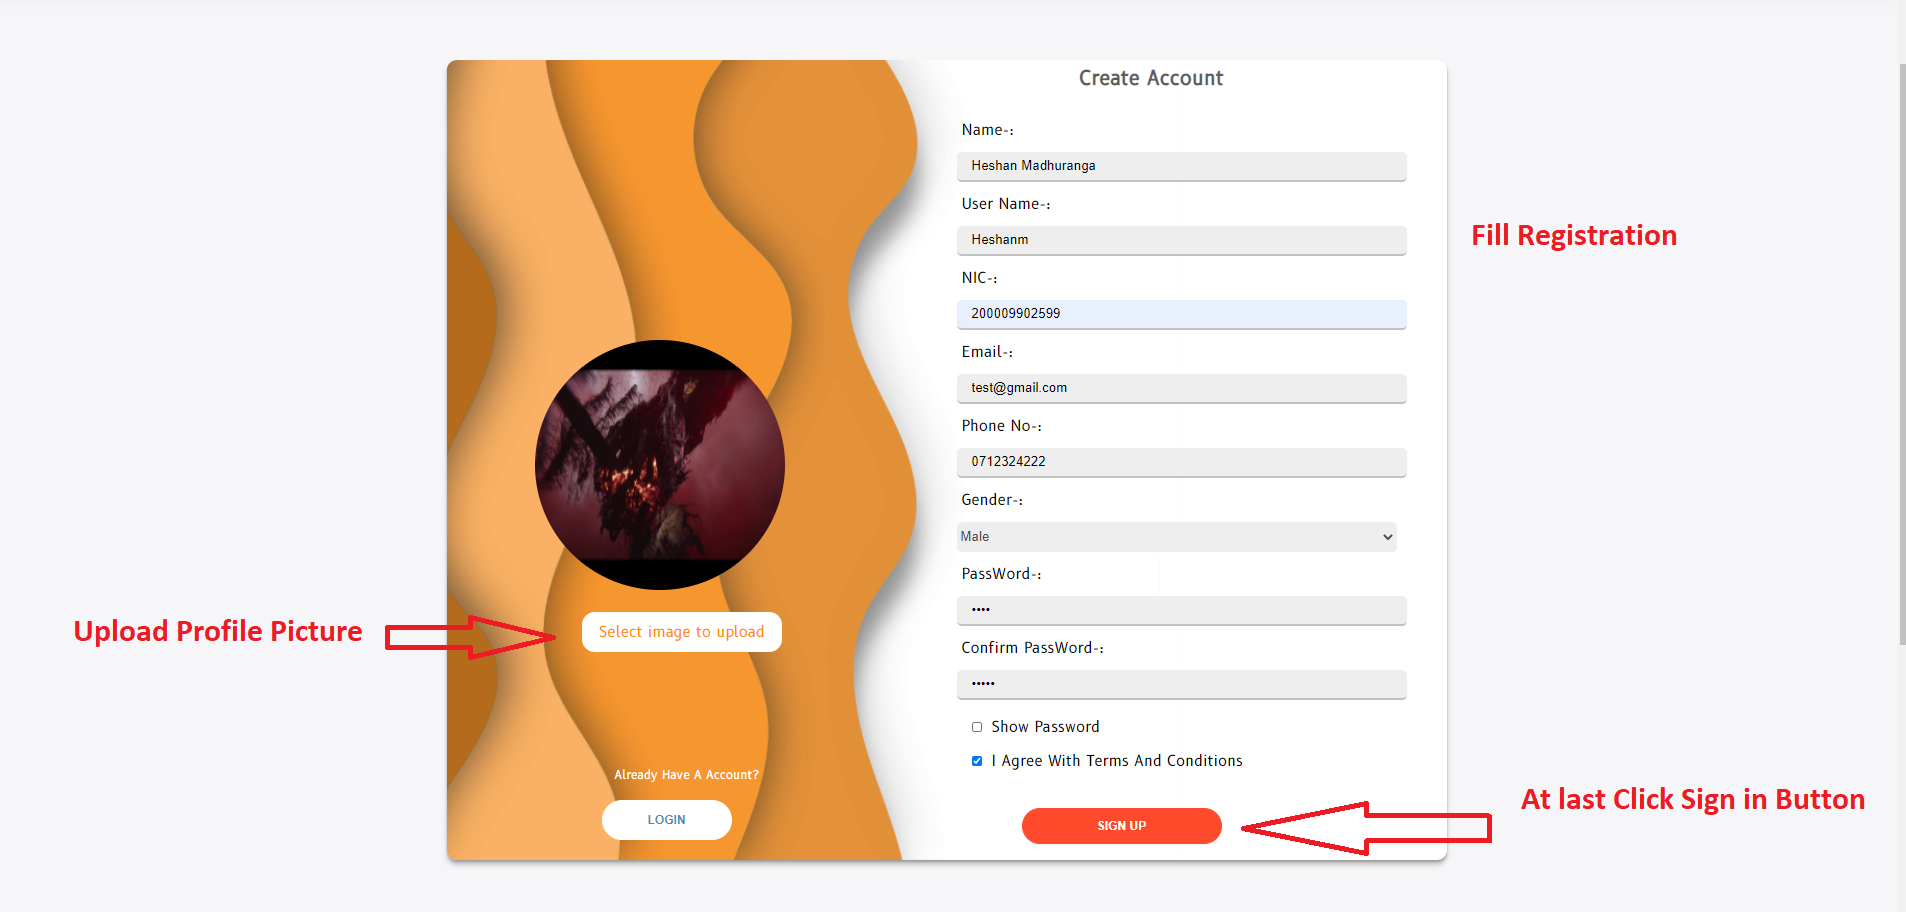 Create Account
Name-:
Heshan Madhuranga
User Name-:
Heshanm
Fill Registration
NIC-:
200009902599
Email-:
test@gmail.com
Phone No-:
0712324222
Gender-:
Male
PassWord-:
••••
Upload Profile Picture
Select image to upload
Confirm PassWord-:
•••••
Show Password
I Agree With Terms And Conditions
Already Have A Account?
LOGIN
At last Click Sign in Button
SIGN UP